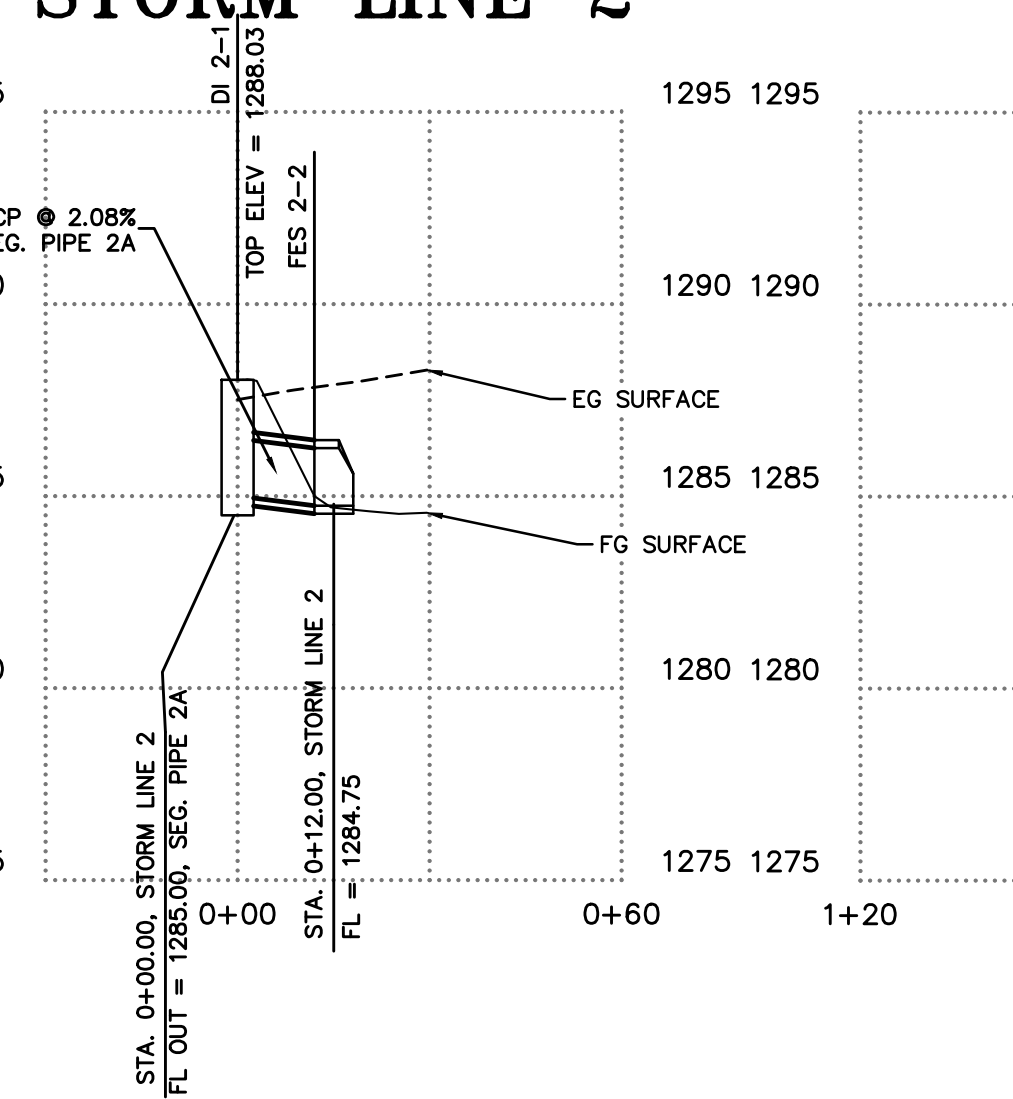 STORM LINE 2
DI 2-1
TOP ELEV = 1288.03
FES 2-2
1295 1295
CP @ 2.08%
EG. PIPE 2A
1290 1290
EG SURFACE
1285 1285
FG SURFACE
1280 1280
STA. 0+00.00, STORM LINE 2
FL OUT = 1285.00, SEG. PIPE 2A
STA. 0+12.00, STORM LINE 2
FL = 1284.75
1275 1275
0+00 0+60 1+20